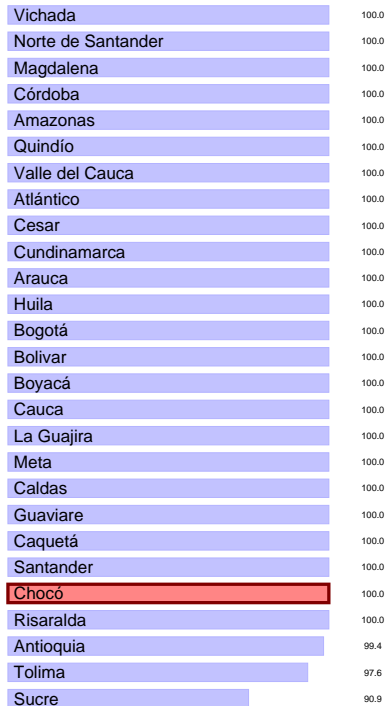 Vichada 100.0
Norte de Santander 100.0
Magdalena 100.0
Córdoba 100.0
Amazonas 100.0
Quindío 100.0
Valle del Cauca 100.0
Atlántico 100.0
Cesar 100.0
Cundinamarca 100.0
Arauca 100.0
Huila 100.0
Bogotá 100.0
Bolivar 100.0
Boyacá 100.0
Cauca 100.0
La Guajira 100.0
Meta 100.0
Caldas 100.0
Guaviare 100.0
Caquetá 100.0
Santander 100.0
Chocó 100.0
Risaralda 100.0
Antioquia 99.4
Tolima 97.6
Sucre 90.9